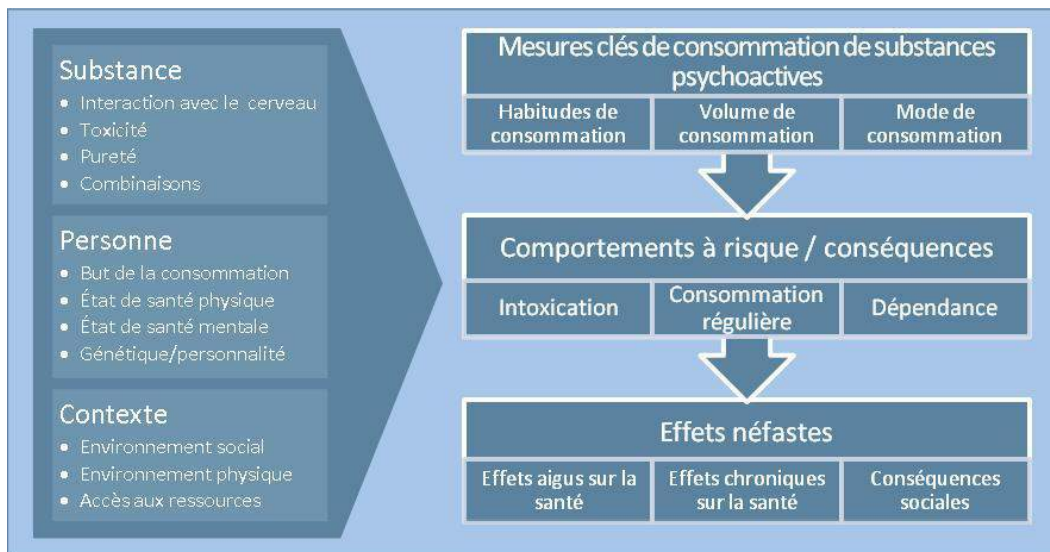 Substance
• Interaction avec le cerveau
• Toxicité
• Pureté
• Combinaisons
Personne
• But de la consommation
• État de santé physique
• État de santé mentale
• Génétique/personnalité
Contexte
• Environnement social
• Environnement physique
• Accès aux ressources
Mesures clés de consommation de substances
psychoactives
Habitudes de
consommation
Volume de
consommation
Mode de
consommation
Comportements à risque / conséquences
Intoxication
Consommation
régulière
Dépendance
Effets néfastes
Effets aigus sur la
santé
Effets chroniques
sur la santé
Conséquences
sociales